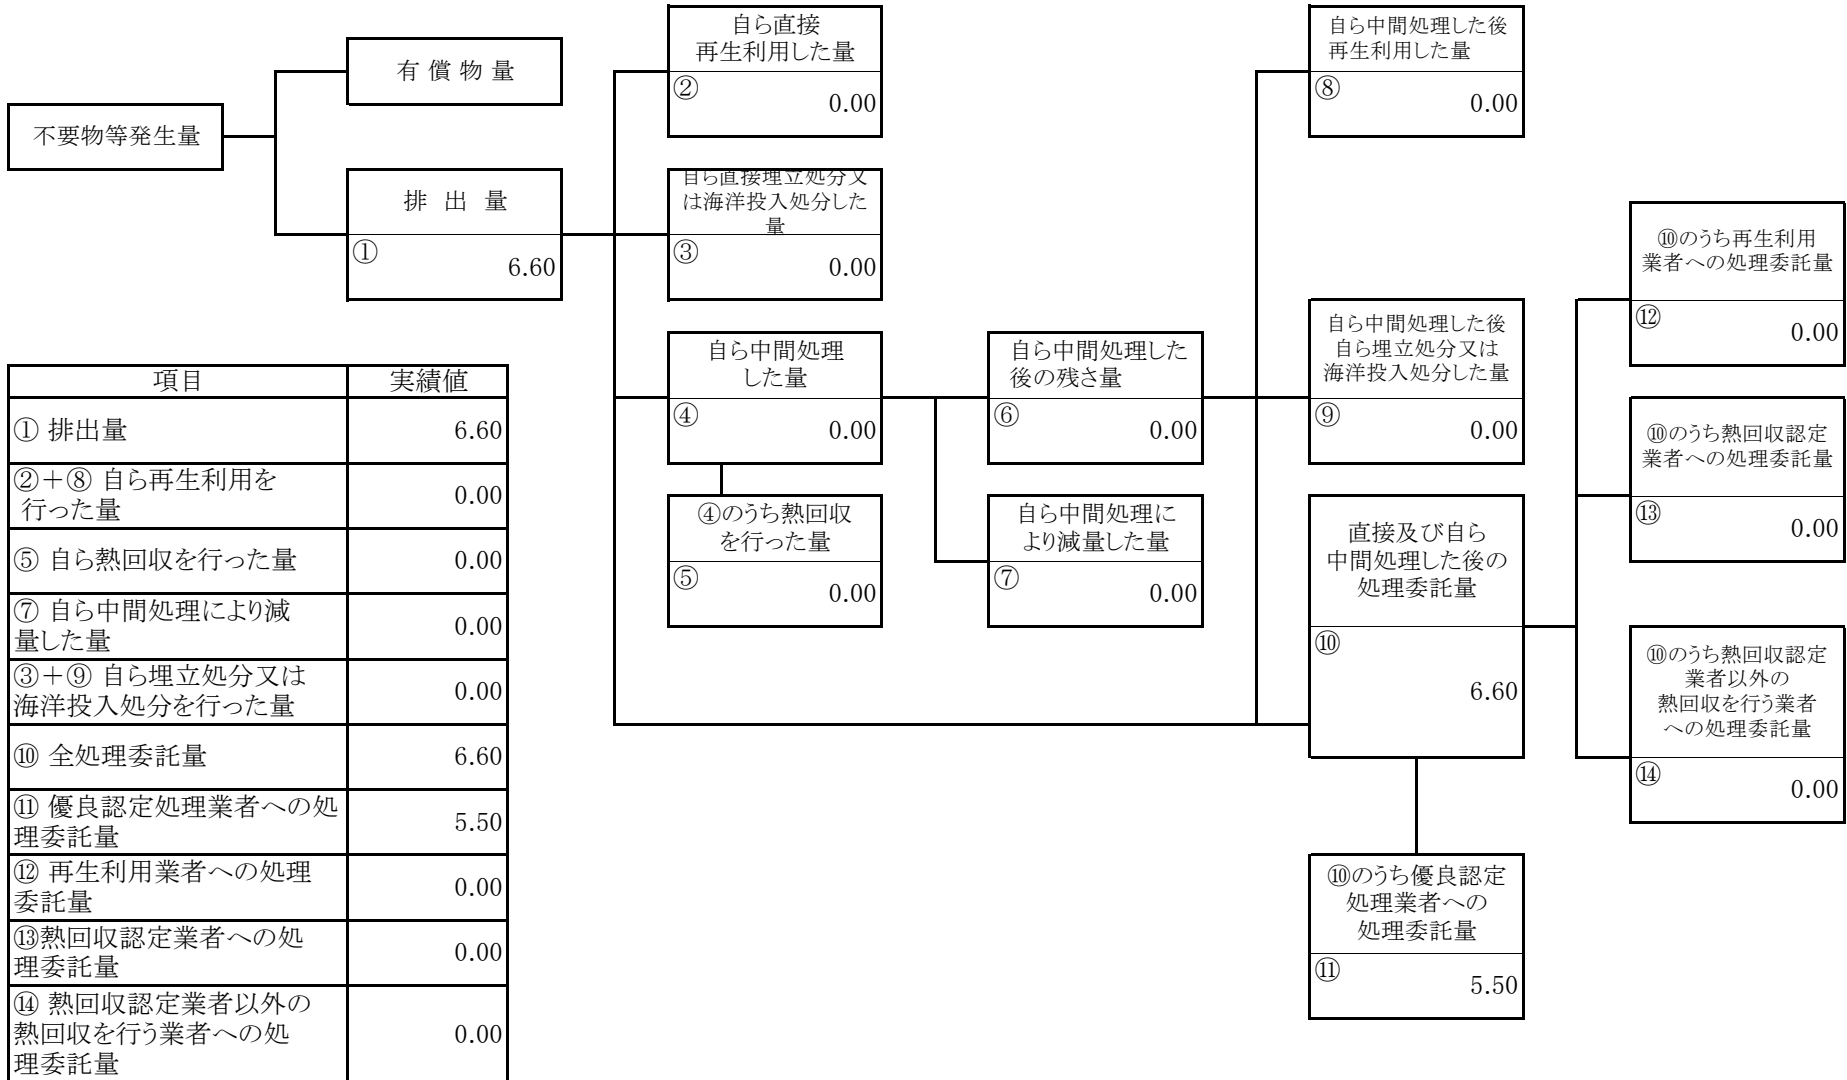 不要物等発生量
有 償 物 量
排 出 量
①
6.60
自ら直接
再生利用した量
②
0.00
自ら直接埋立処分又
は海洋投入処分した
量
③
0.00
自ら中間処理
した量
④
0.00
④のうち熱回収
を行った量
⑤
0.00
自ら中間処理した
後の残さ量
⑥
0.00
自ら中間処理に
より減量した量
⑦
0.00
自ら中間処理した後
再生利用した量
⑧
0.00
自ら中間処理した後
自ら埋立処分又は
海洋投入処分した量
⑨
0.00
直接及び自ら
中間処理した後の
処理委託量
⑩
6.60
⑩のうち優良認定
処理業者への
処理委託量
⑪
5.50
⑩のうち再生利用
業者への処理委託量
⑫
0.00
⑩のうち熱回収認定
業者への処理委託量
⑬
0.00
⑩のうち熱回収認定
業者以外の
熱回収を行う業者
への処理委託量
⑭
0.00
項目 実績値
① 排出量 6.60
②＋⑧ 自ら再生利用を
行った量 0.00
⑤ 自ら熱回収を行った量 0.00
⑦ 自ら中間処理により減
量した量 0.00
③＋⑨ 自ら埋立処分又は
海洋投入処分を行った量 0.00
⑩ 全処理委託量 6.60
⑪ 優良認定処理業者への処
理委託量 5.50
⑫ 再生利用業者への処理
委託量 0.00
⑬熱回収認定業者への処
理委託量 0.00
⑭ 熱回収認定業者以外の
熱回収を行う業者への処
理委託量 0.00